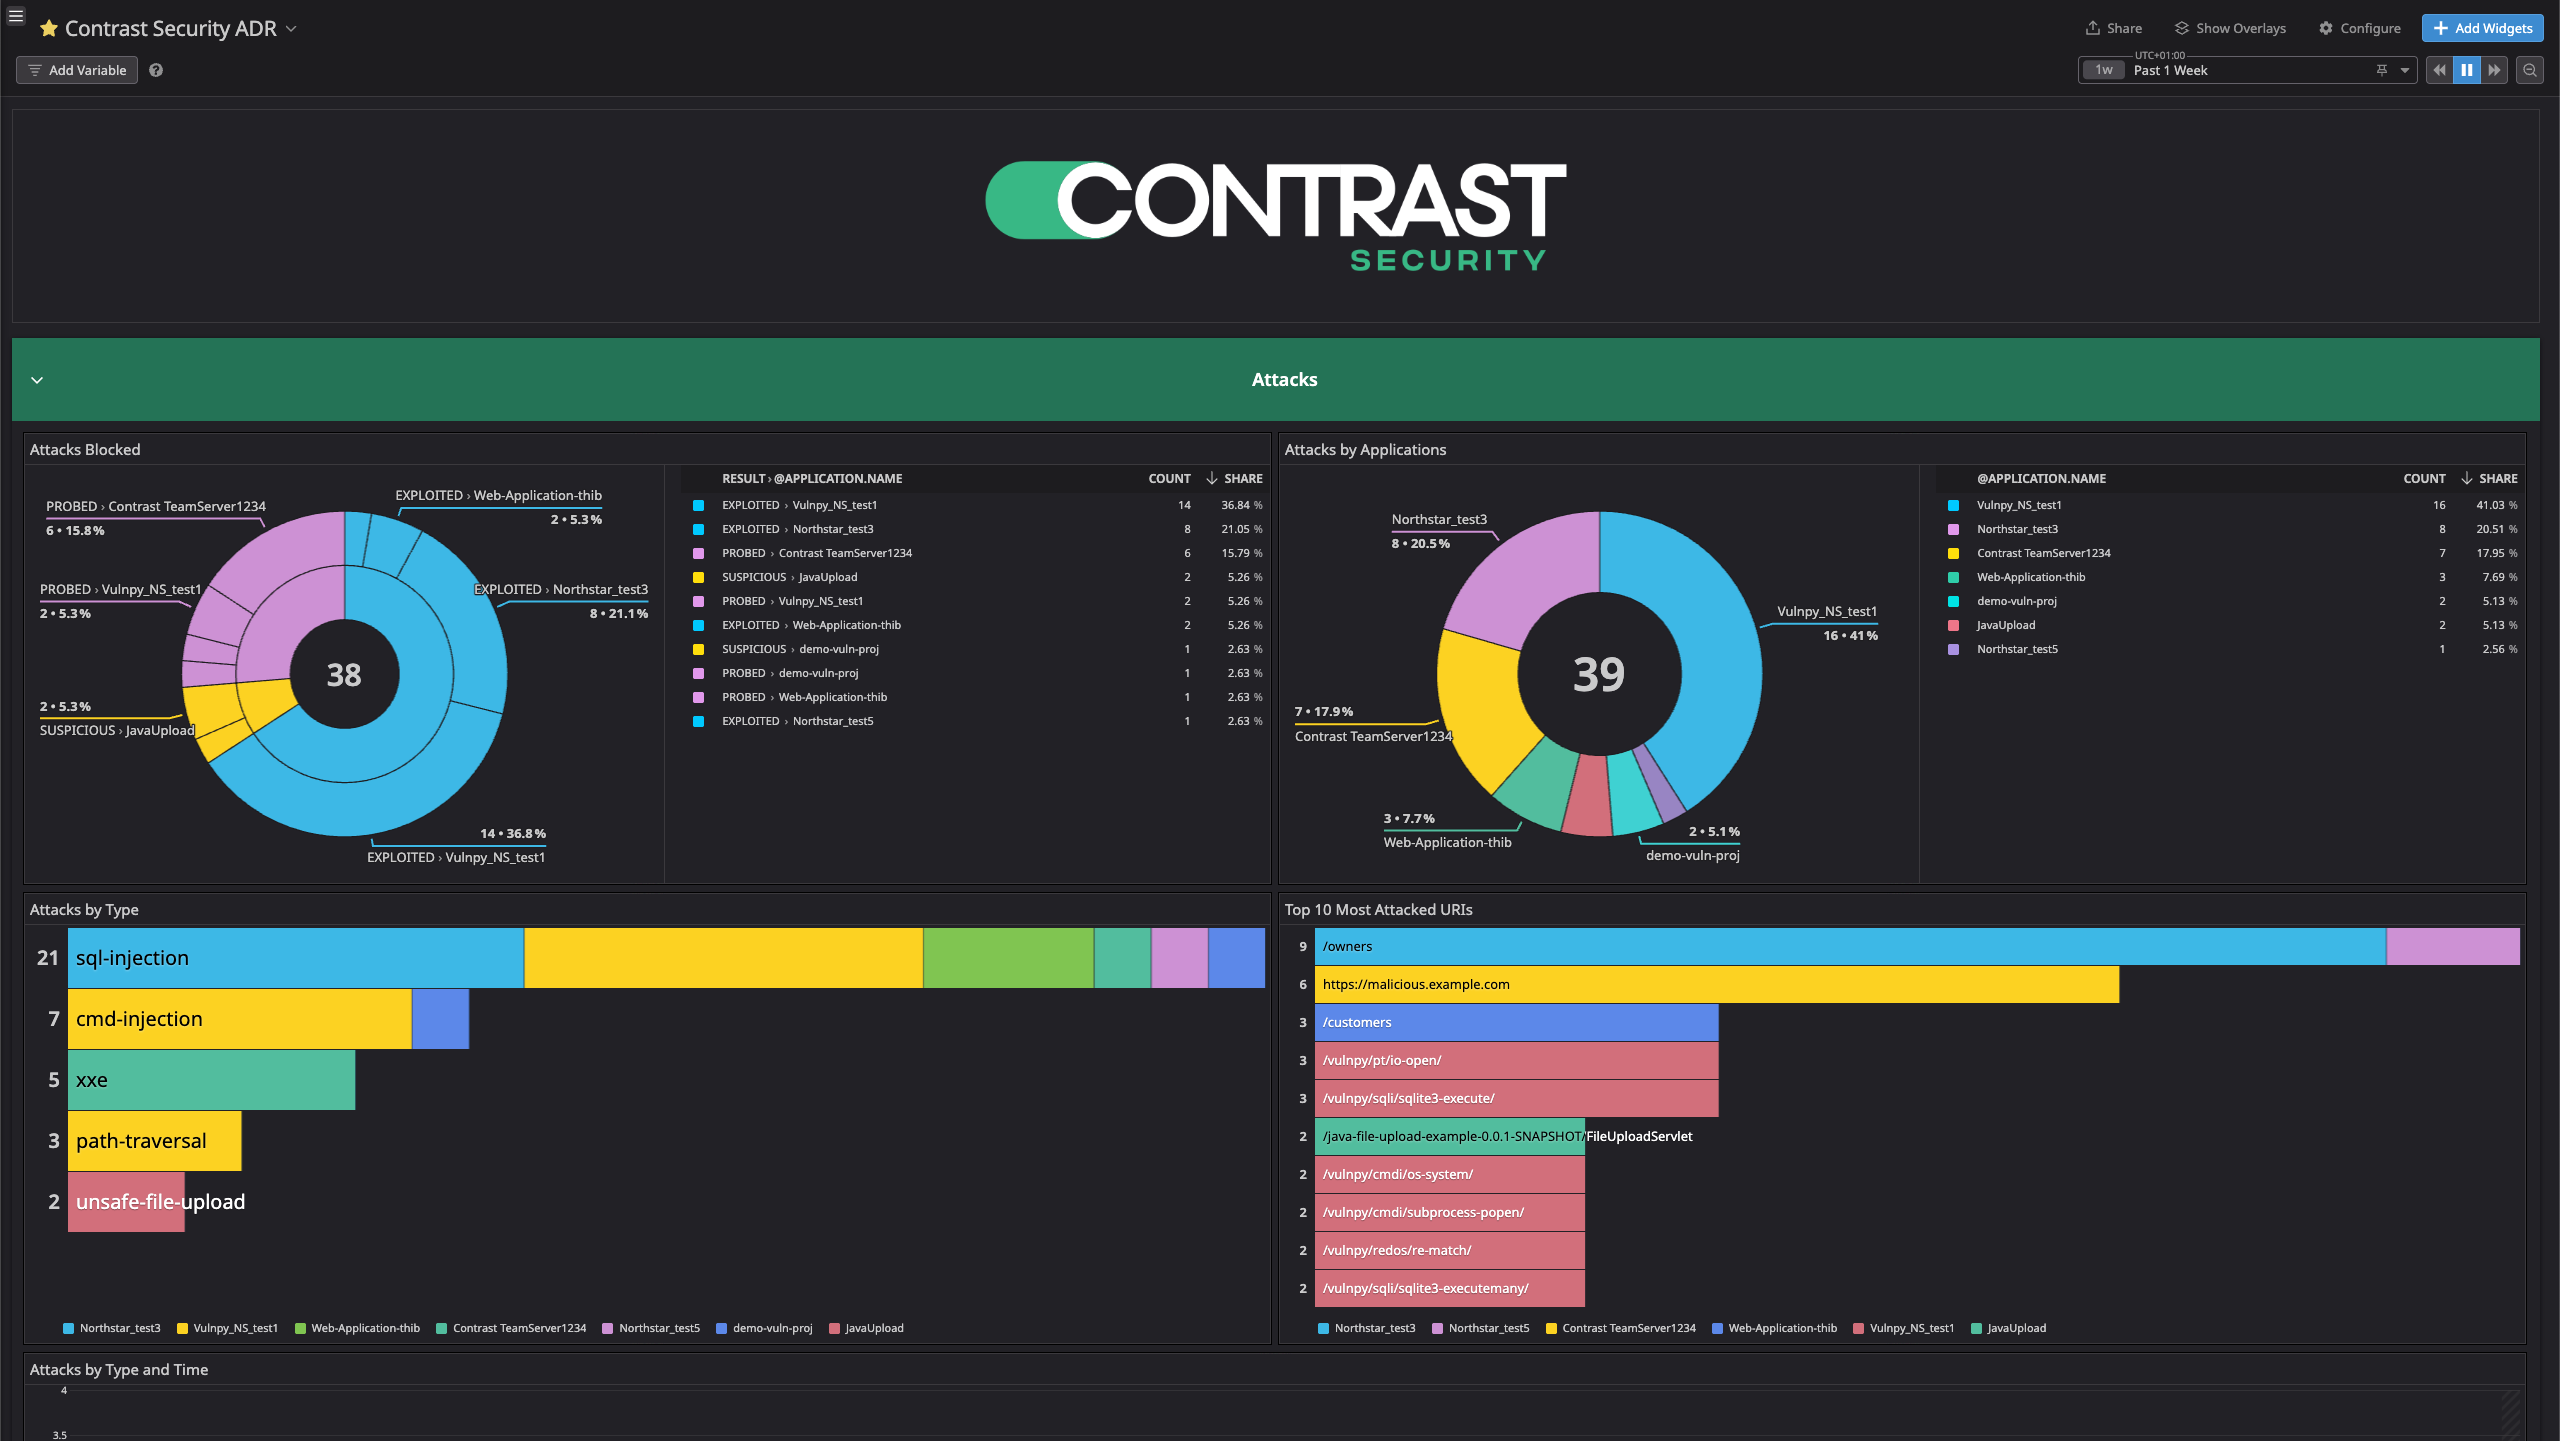 Contrast Security ADR
Share
Show Overlays
Configure
Add Widgets
Add Variable
UTC+01:00
1w
Past 1 Week
CONTRAST
SECURITY
Attacks
Attacks Blocked
PROBED › Contrast TeamServer1234
6 • 15.8%
EXPLOITED › Web-Application-thib
2 • 5.3%
PROBED › Vulnpy_NS_test1
2 • 5.3%
EXPLOITED › Northstar_test3
8 • 21.1%
38
2 • 5.3%
SUSPICIOUS › JavaUpload
14 • 36.8%
EXPLOITED › Vulnpy_NS_test1
RESULT › @APPLICATION.NAME COUNT SHARE
EXPLOITED › Vulnpy_NS_test1 14 36.84 %
EXPLOITED › Northstar_test3 8 21.05 %
PROBED › Contrast TeamServer1234 6 15.79 %
SUSPICIOUS › JavaUpload 2 5.26 %
PROBED › Vulnpy_NS_test1 2 5.26 %
EXPLOITED › Web-Application-thib 2 5.26 %
SUSPICIOUS › demo-vuln-proj 1 2.63 %
PROBED › demo-vuln-proj 1 2.63 %
PROBED › Web-Application-thib 1 2.63 %
EXPLOITED › Northstar_test5 1 2.63 %
Attacks by Applications
Northstar_test3
8 • 20.5%
Vulnpy_NS_test1
16 • 41%
39
7 • 17.9%
Contrast TeamServer1234
3 • 7.7%
Web-Application-thib
2 • 5.1%
demo-vuln-proj
@APPLICATION.NAME COUNT SHARE
Vulnpy_NS_test1 16 41.03 %
Northstar_test3 8 20.51 %
Contrast TeamServer1234 7 17.95 %
Web-Application-thib 3 7.69 %
demo-vuln-proj 2 5.13 %
JavaUpload 2 5.13 %
Northstar_test5 1 2.56 %
Attacks by Type
21 sql-injection
7 cmd-injection
5 xxe
3 path-traversal
2 unsafe-file-upload
Northstar_test3 Vulnpy_NS_test1 Web-Application-thib Contrast TeamServer1234 Northstar_test5 demo-vuln-proj JavaUpload
Top 10 Most Attacked URIs
9 /owners
6 https://malicious.example.com
3 /customers
3 /vulnpy/pt/io-open/
3 /vulnpy/sqli/sqlite3-execute/
2 /java-file-upload-example-0.0.1-SNAPSHOT/FileUploadServlet
2 /vulnpy/cmdi/os-system/
2 /vulnpy/cmdi/subprocess-popen/
2 /vulnpy/redos/re-match/
2 /vulnpy/sqli/sqlite3-executemany/
Northstar_test3 Northstar_test5 Contrast TeamServer1234 Web-Application-thib Vulnpy_NS_test1 JavaUpload
Attacks by Type and Time
4
3.5